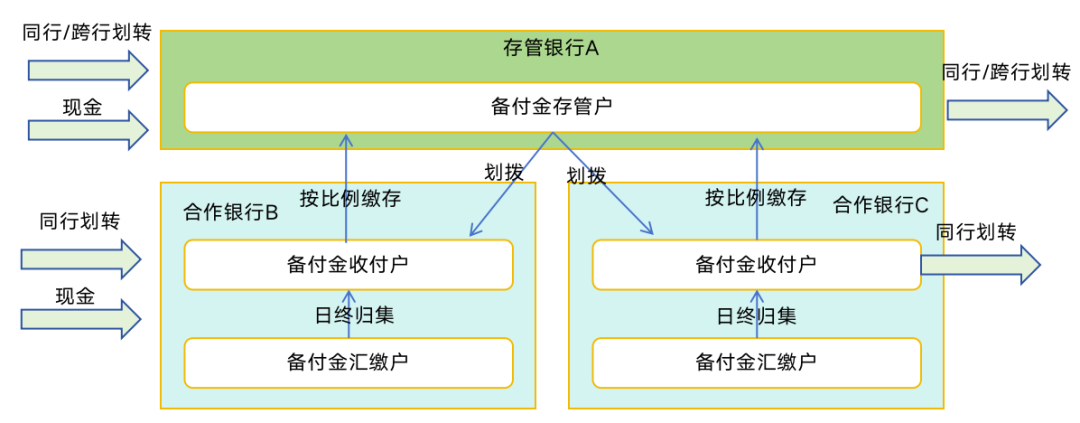 同行/跨行划转
存管银行A
同行/跨行划转
备付金存管户
现金
划拨
划拨
合作银行B
按比例缴存
按比例缴存
合作银行C
同行划转
同行划转
备付金收付户
备付金收付户
现金
日终归集
日终归集
备付金汇缴户
备付金汇缴户